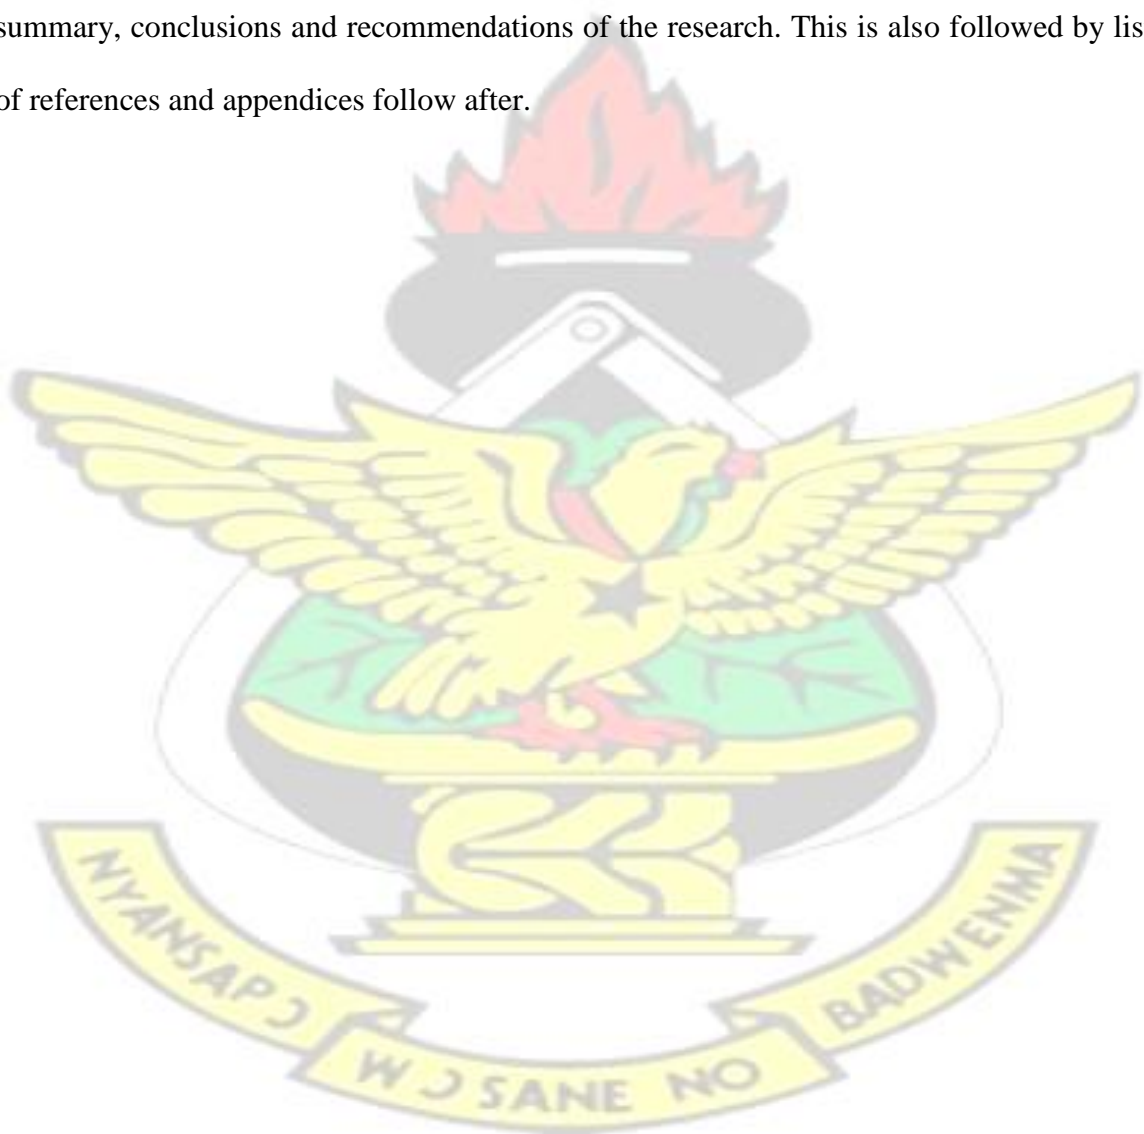 summary, conclusions and recommendations of the research. This is also followed by lis
of references and appendices follow after.
NYANSAPƆ
WƆSANE NO
BADWENMA